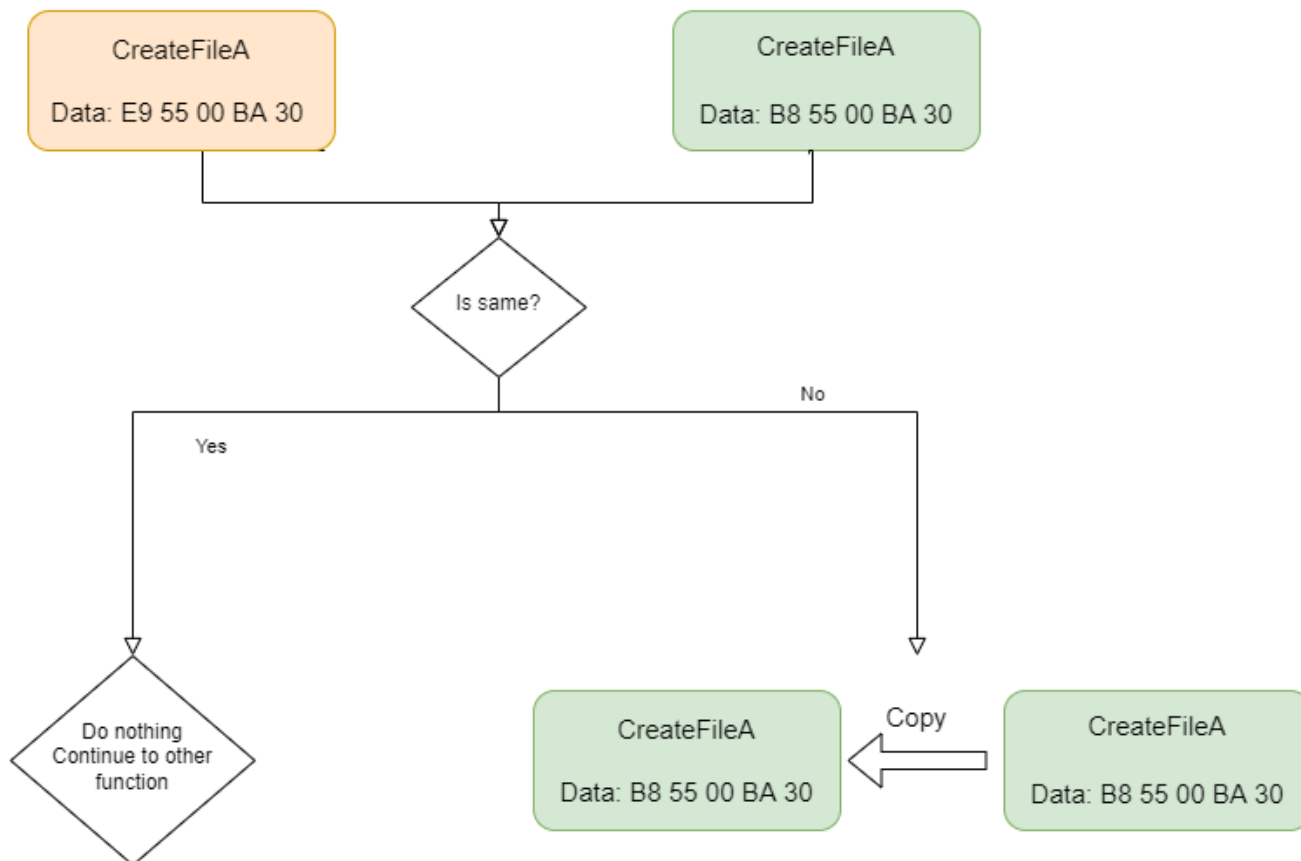 CreateFileA
Data: E9 55 00 BA 30
CreateFileA
Data: B8 55 00 BA 30
Is same?
No
Yes
Do nothing
Continue to other
function
CreateFileA
Data: B8 55 00 BA 30
Copy
CreateFileA
Data: B8 55 00 BA 30